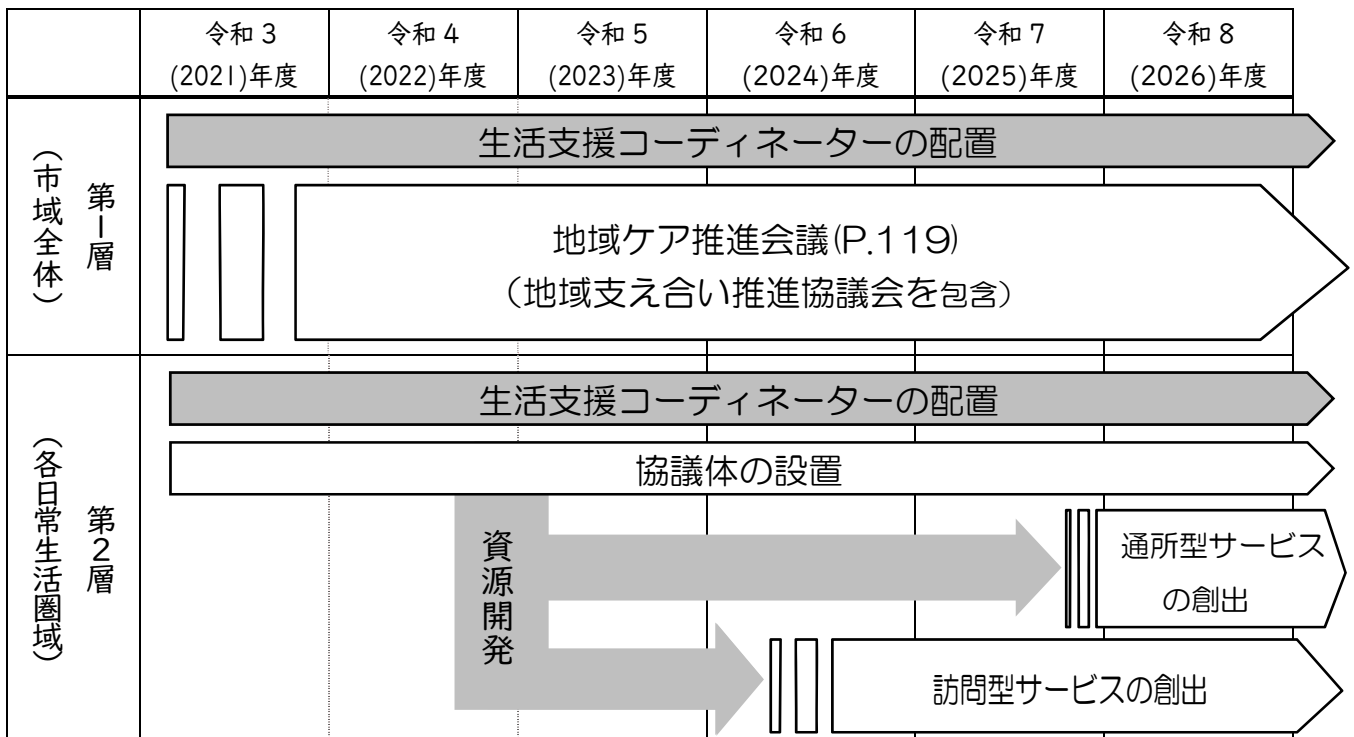 令和3
(2021)年度
令和4
(2022)年度
令和5
(2023)年度
令和6
(2024)年度
令和7
(2025)年度
令和8
(2026)年度
第1層
(市域全体)
生活支援コーディネーターの配置
地域ケア推進会議(P.119)
(地域支え合い推進協議会を包含)
第2層
(各日常生活圏域)
生活支援コーディネーターの配置
協議体の設置
資源開発
通所型サービス
の創出
訪問型サービスの創出